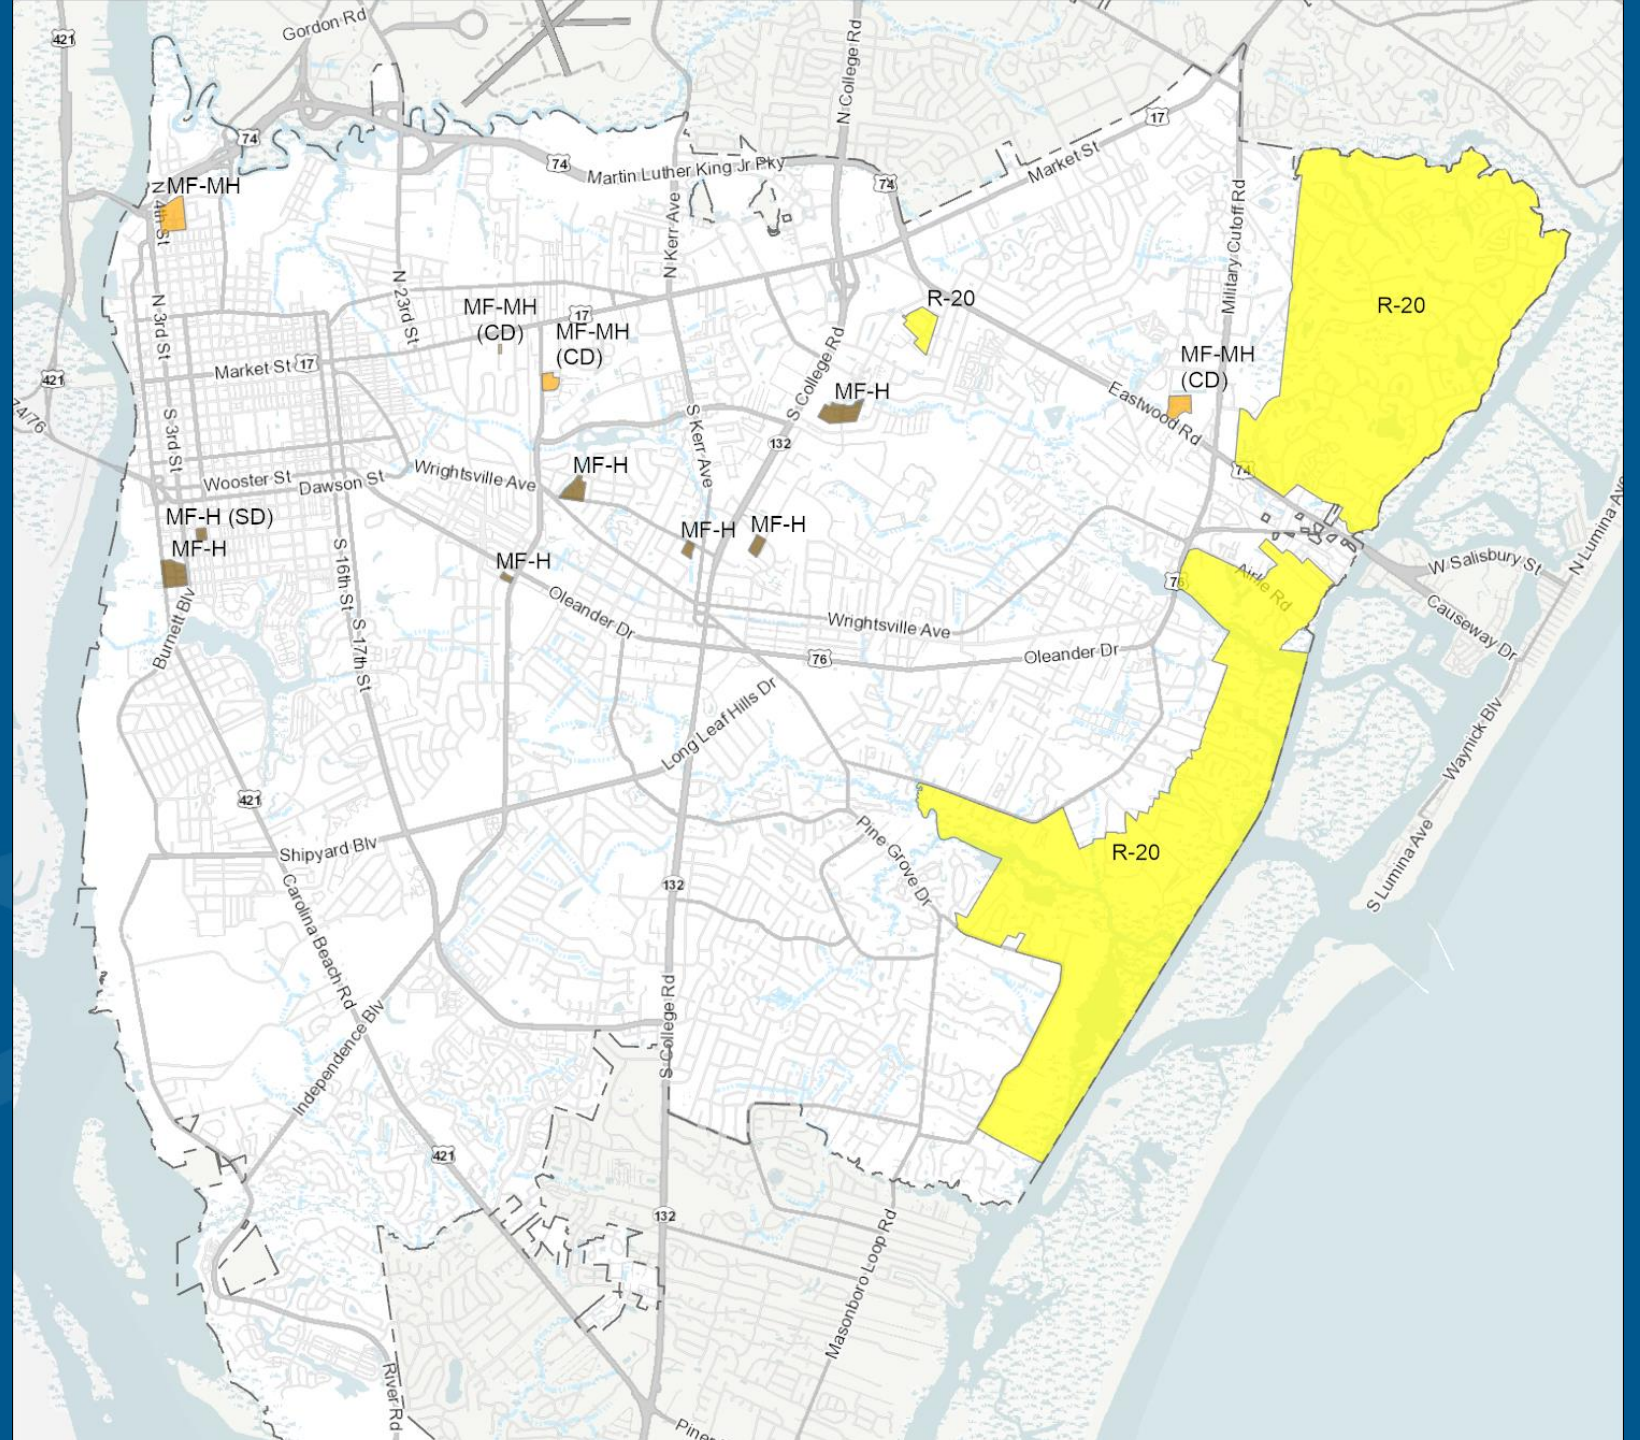 421
Gordon Rd
N College Rd
17
74
74
Martin Luther King Jr Pky
Market St
74
MF-MH
N 4th St
N Kerr Ave
Military Cutoff Rd
N 23rd St
N 3rd St
MF-MH
(CD)
17
MF-MH
(CD)
R-20
R-20
Market St
17
421
74/76
S College Rd
MF-MH
(CD)
MF-H
Eastwood Rd
S 3rd St
S Kerr Ave
132
74
Wrightsville Ave
Wooster St
Dawson St
MF-H
MF-H (SD)
MF-H
MF-H
MF-H
MF-H
S 16th St
S 17th St
N Lumina Ave
W Salisbury St
76
Airlie Rd
Causeway Dr
Burnett Blv
Oleander Dr
Wrightsville Ave
76
Oleander Dr
Long Leaf Hills Dr
Waynick Blv
421
Shipyard Blv
Pine Grove Dr
R-20
S Lumina Ave
132
Carolina Beach Rd
Independence Blv
S College Rd
421
132
Masonboro Loop Rd
River Rd